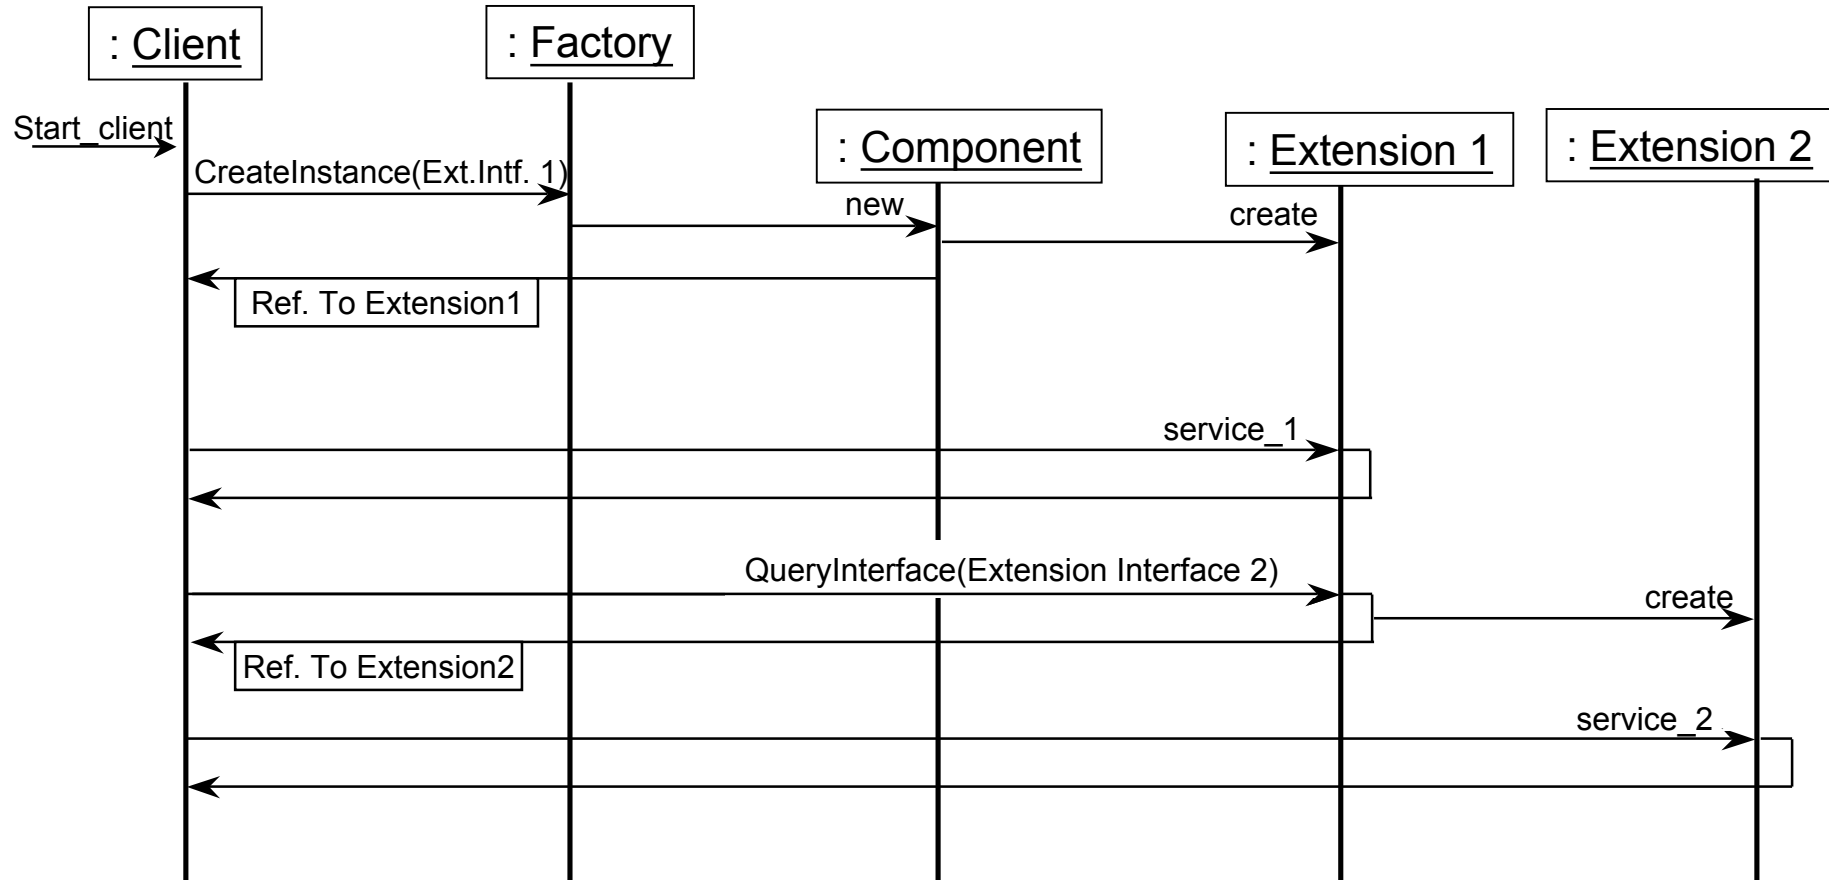 : Client
: Factory
: Component
: Extension 1
: Extension 2
Start_client
CreateInstance(Ext.Intf. 1)
new
create
Ref. To Extension1
service_1
QueryInterface(Extension Interface 2)
create
Ref. To Extension2
service_2